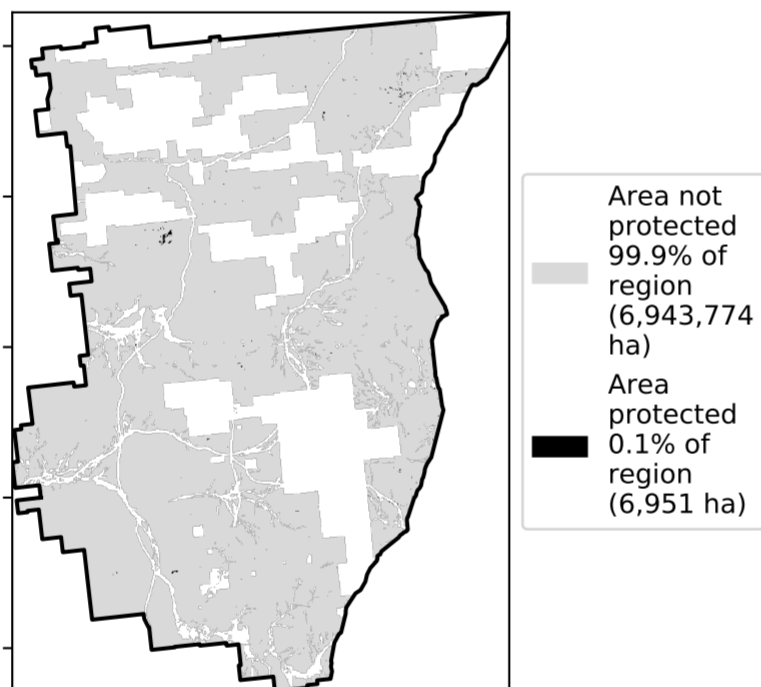 Area not
protected
99.9% of
region
(6,943,774
ha)
Area
protected
0.1% of
region
(6,951 ha)